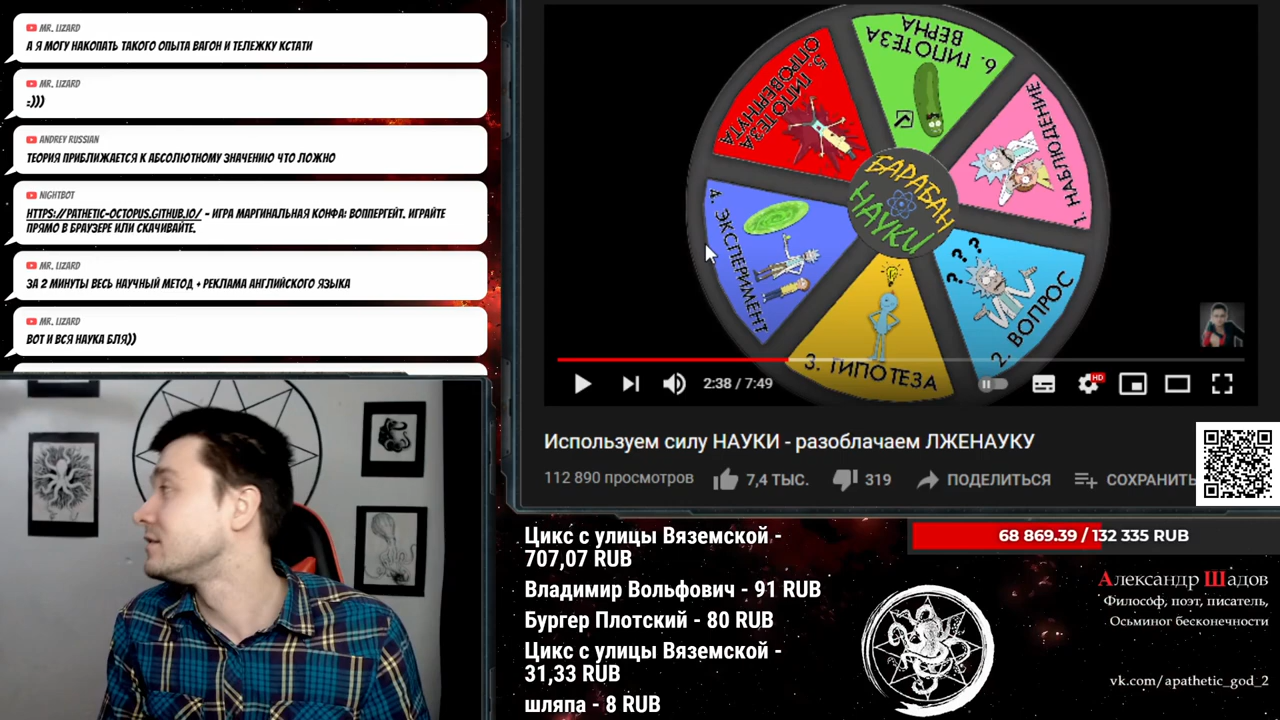 MR. LIZARD
А Я МОГУ НАКОПАТЬ ТАКОГО ОПЫТА ВАГОН И ТЕЛЕЖКУ КСТАТИ
MR. LIZARD
:)))
ANDREY RUSSIAN
ТЕОРИЯ ПРИБЛИЖАЕТСЯ К АБСОЛЮТНОМУ ЗНАЧЕНИЮ ЧТО ЛОЖНО
NIGHTBOT
HTTPS://PATHETIC-OCTOPUS.GITHUB.IO/ - ИГРА МАРГИНАЛЬНАЯ КОНФА: ВОППЕРГЕЙТ. ИГРАЙТЕ
ПРЯМО В БРАУЗЕРЕ ИЛИ СКАЧИВАЙТЕ.
MR. LIZARD
ЗА 2 МИНУТЫ ВЕСЬ НАУЧНЫЙ МЕТОД + РЕКЛАМА АНГЛИЙСКОГО ЯЗЫКА
MR. LIZARD
ВОТ И ВСЯ НАУКА БЛЯ))
БАРАБАН
НАУКИ
1. НАБЛЮДЕНИЕ
2. ВОПРОС
???
3. ГИПОТЕЗА
4. ЭКСПЕРИМЕНТ
5. ГИПОТЕЗА
ОПРОВЕРГНУТА
6. ГИПОТЕЗА
ВЕРНА
2:38 / 7:49
HD
Используем силу НАУКИ - разоблачаем ЛЖЕНАУКУ
112 890 просмотров
7,4 ТЫС.
319
ПОДЕЛИТЬСЯ
СОХРАНИТЬ
Цикс с улицы Вяземской -
707,07 RUB
Владимир Вольфович - 91 RUB
Бургер Плотский - 80 RUB
Цикс с улицы Вяземской -
31,33 RUB
шляпа - 8 RUB
68 869.39 / 132 335 RUB
Александр Шадов
Философ, поэт, писатель,
Осьминог бесконечности
vk.com/apathetic_god_2